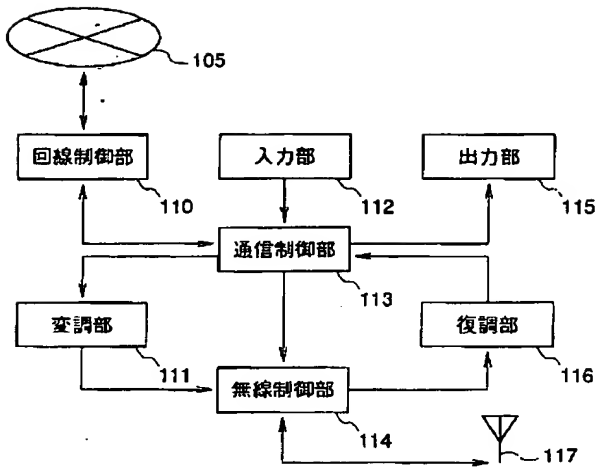 105
回線制御部
110
入力部
112
出力部
115
通信制御部
113
変調部
111
復調部
116
無線制御部
114
117